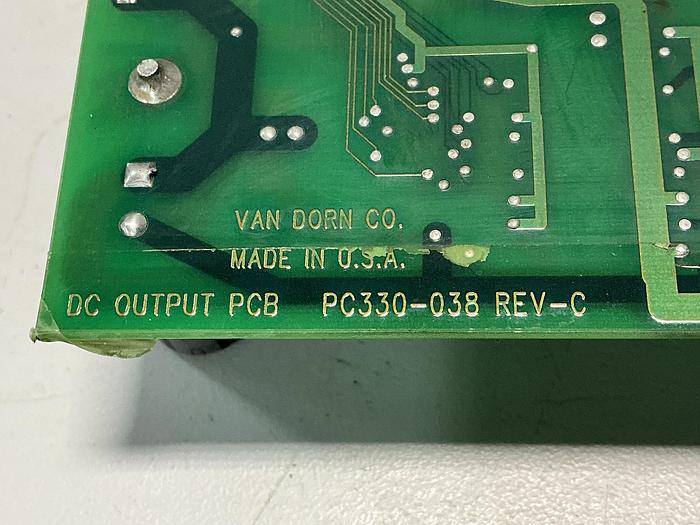 VAN DORN CO.
MADE IN U.S.A.
DC OUTPUT PCB PC330-038 REV-C